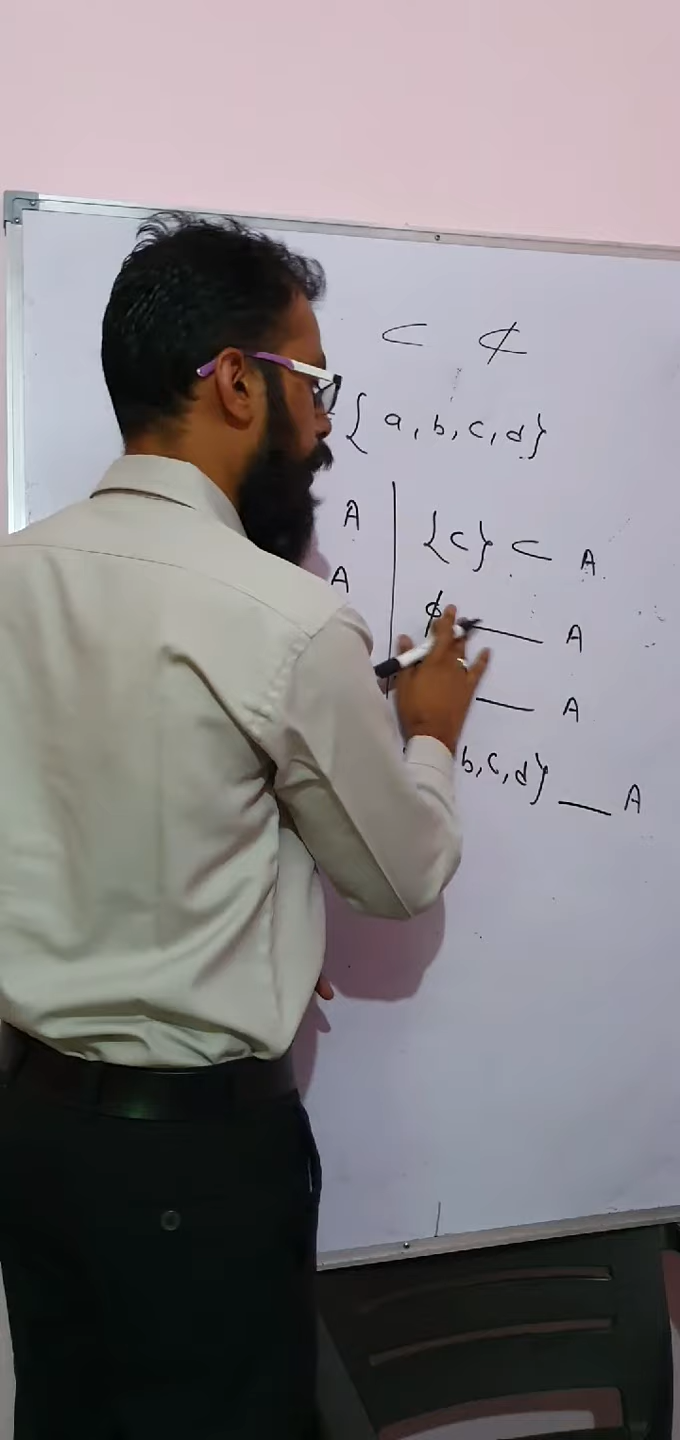 ⊂ ⊄
{a, b, c, d}
A
A
{c} ⊂ A
ϕ ___ A
___ A
b, c, d} ___ A